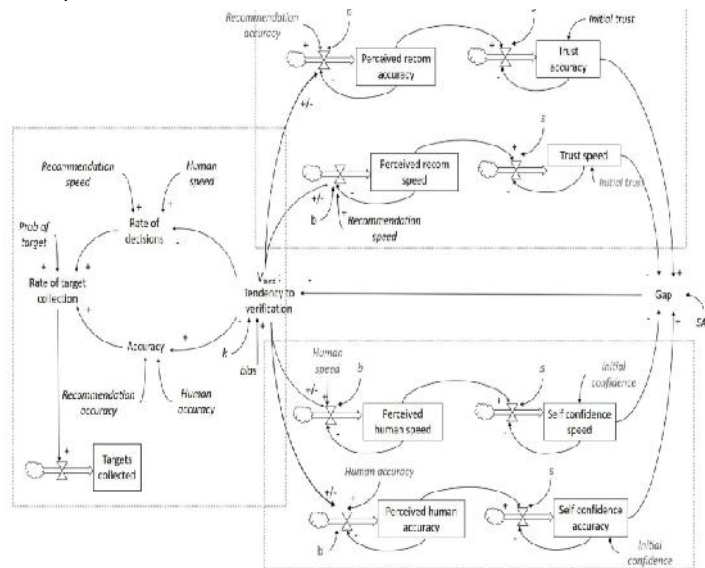 Recommendation
accuracy
Initial trust
+
+
Perceived recom
accuracy
Trust
accuracy
-
-
+/-
s
Recommendation
speed
Human
speed
Perceived recom
speed
+
Trust speed
-
Initial trust
+/-
b
+
Recommendation
speed
+
+
Prob of
target
Rate of
decisions
-
+
+
Rate of target
collection
+
Tendency to
verification
-
Gap
+
SA
+
Accuracy
k
bias
Recommendation
accuracy
Human
accuracy
Human
speed
b
s
Initial
confidence
+/-
+
Perceived
human speed
Self confidence
speed
-
-
+
Targets
collected
Human accuracy
s
+/-
+
Perceived human
accuracy
Self confidence
accuracy
b
-
-
Initial
confidence